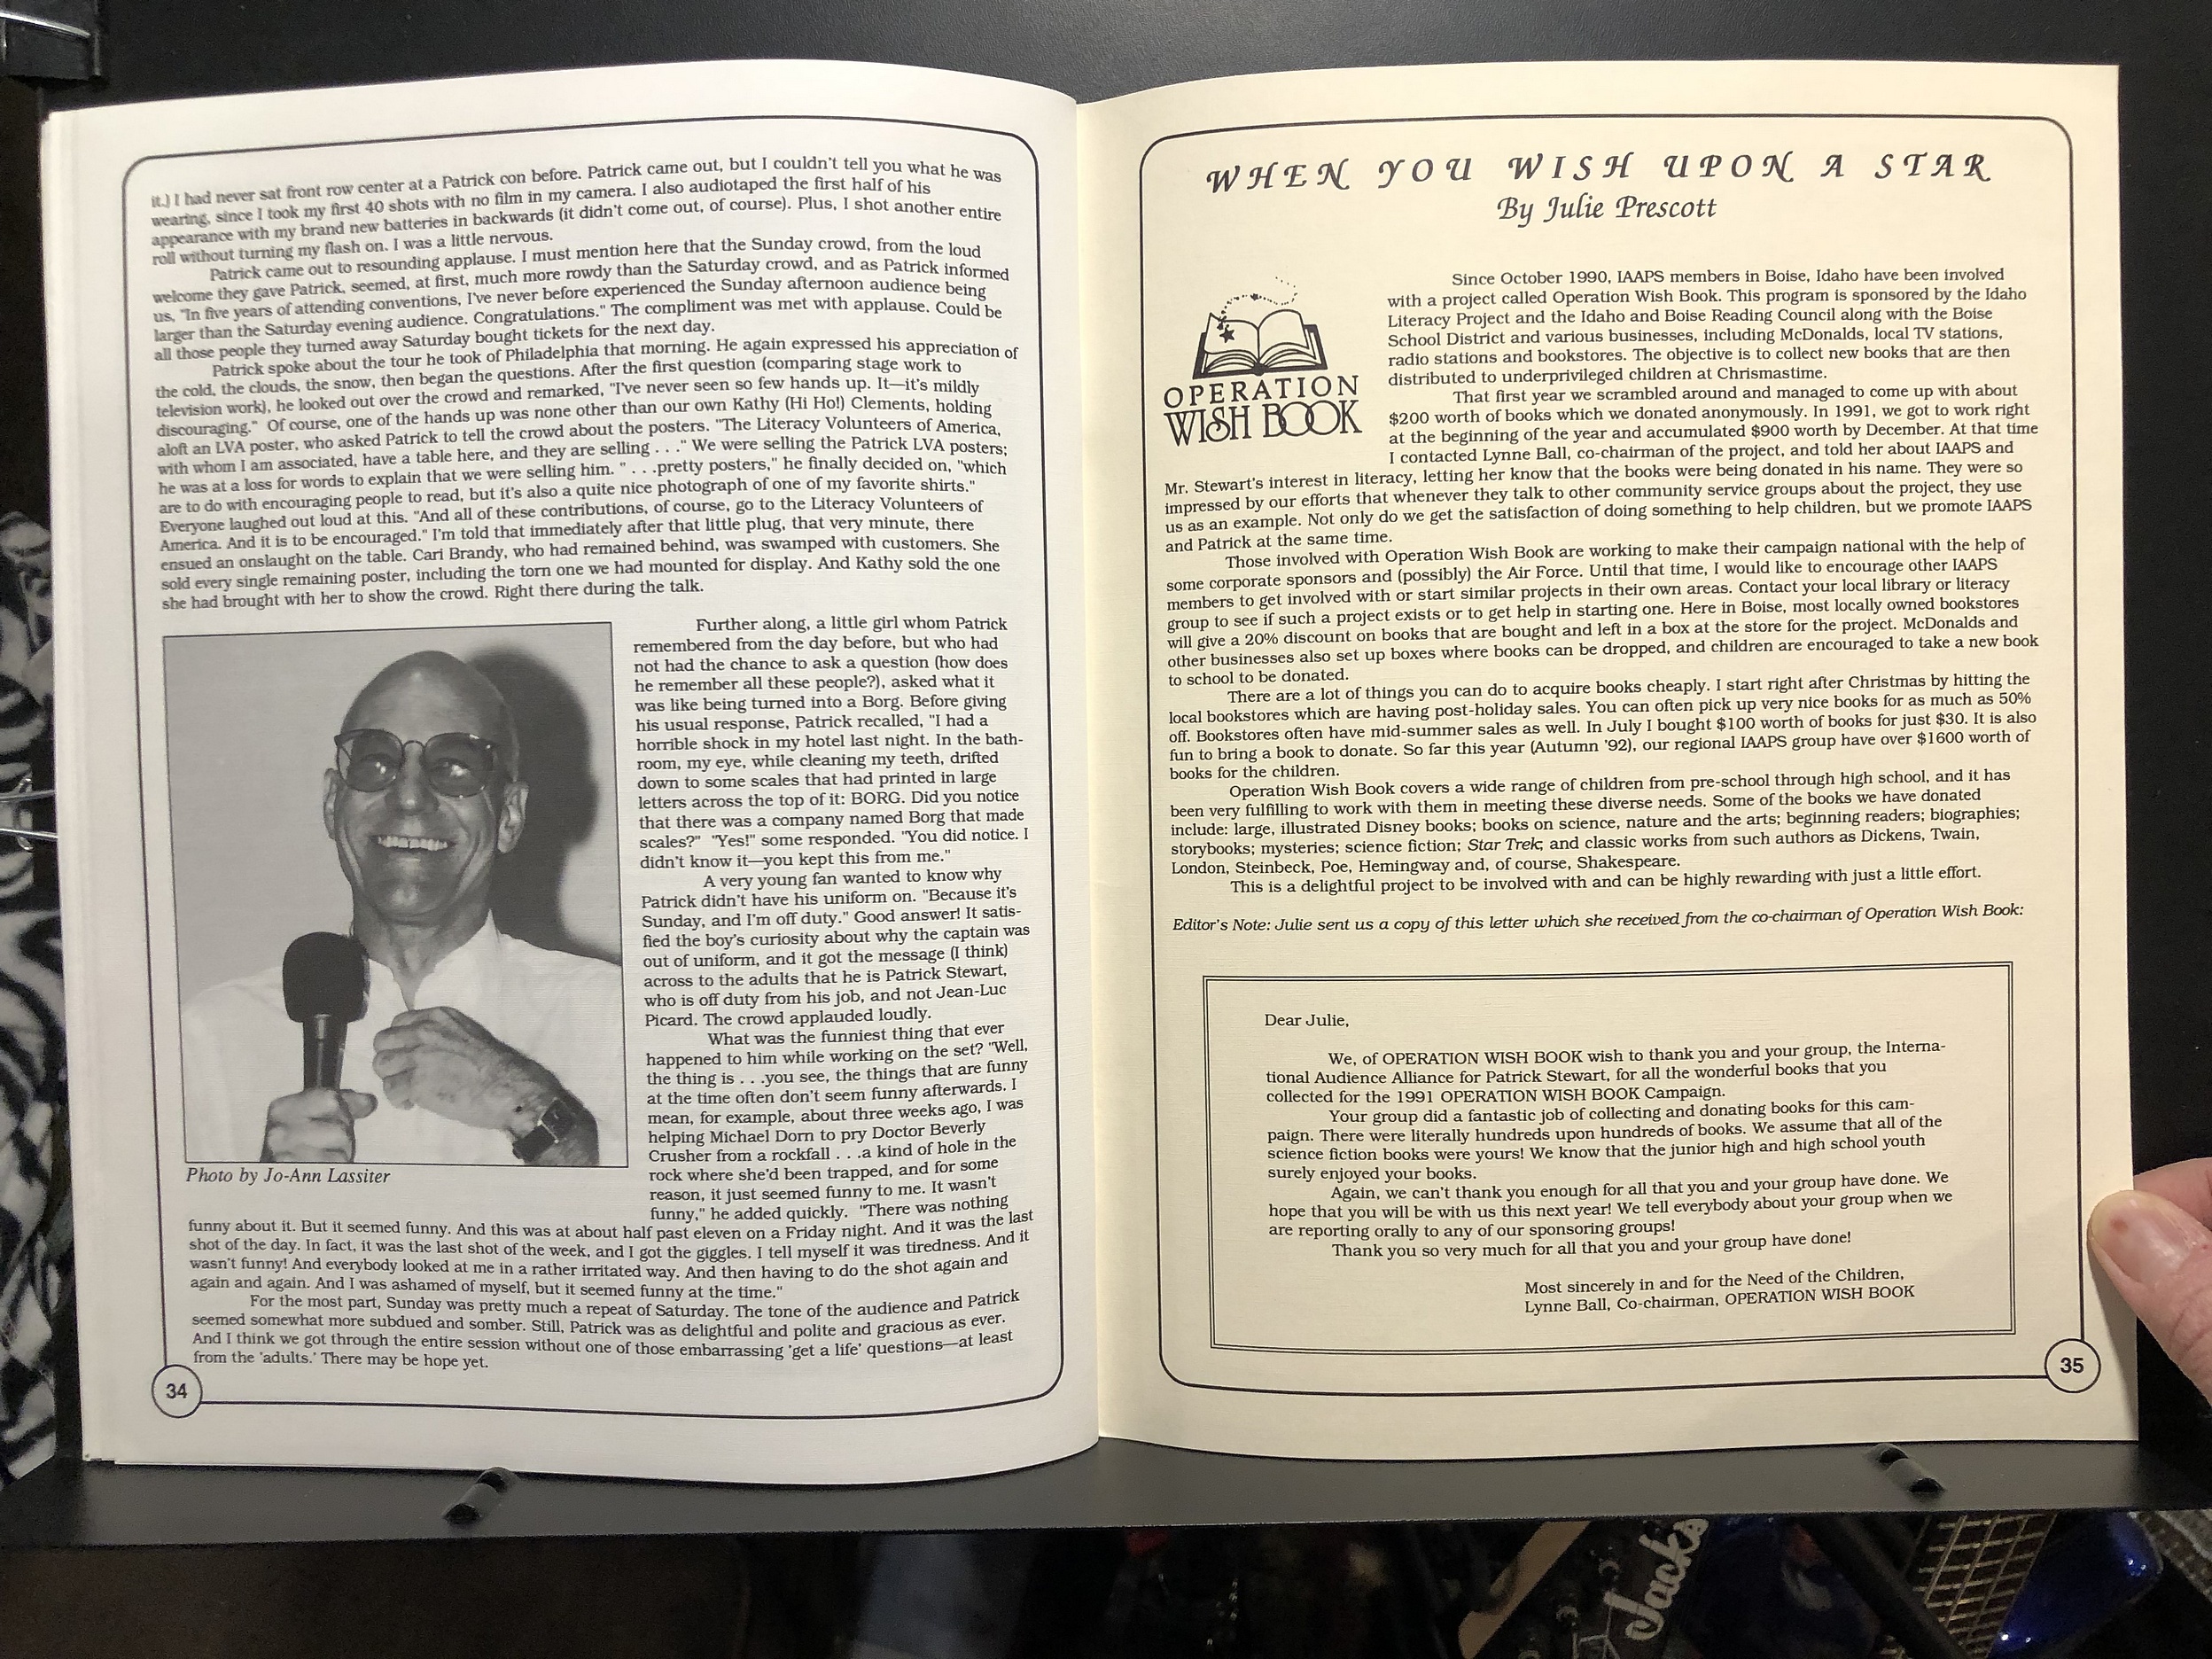 it.) I had never sat front row center at a Patrick con before. Patrick came out, but I couldn't tell you what he was
wearing, since I took my first 40 shots with no film in my camera. I also audiotaped the first half of his
appearance with my brand new batteries in backwards (it didn't come out, of course). Plus, I shot another entire
roll without turning my flash on. I was a little nervous.
Patrick came out to resounding applause. I must mention here that the Sunday crowd, from the loud
welcome they gave Patrick, seemed, at first, much more rowdy than the Saturday crowd, and as Patrick informed
us, "In five years of attending conventions, I've never before experienced the Sunday afternoon audience being
larger than the Saturday evening audience. Congratulations." The compliment was met with applause. Could be
all those people they turned away Saturday bought tickets for the next day.
Patrick spoke about the tour he took of Philadelphia that morning. He again expressed his appreciation of
the cold, the clouds, the snow, then began the questions. After the first question (comparing stage work to
television work), he looked out over the crowd and remarked, "I've never seen so few hands up. It—it's mildly
discouraging." Of course, one of the hands up was none other than our own Kathy (Hi Ho!) Clements, holding
aloft an LVA poster, who asked Patrick to tell the crowd about the posters. "The Literacy Volunteers of America,
with whom I am associated, have a table here, and they are selling . . ." We were selling the Patrick LVA posters;
he was at a loss for words to explain that we were selling him. " . . .pretty posters," he finally decided on, "which
are to do with encouraging people to read, but it's also a quite nice photograph of one of my favorite shirts."
Everyone laughed out loud at this. "And all of these contributions, of course, go to the Literacy Volunteers of
America. And it is to be encouraged." I'm told that immediately after that little plug, that very minute, there
ensued an onslaught on the table. Cari Brandy, who had remained behind, was swamped with customers. She
sold every single remaining poster, including the torn one we had mounted for display. And Kathy sold the one
she had brought with her to show the crowd. Right there during the talk.
Further along, a little girl whom Patrick
remembered from the day before, but who had
not had the chance to ask a question (how does
he remember all these people?), asked what it
was like being turned into a Borg. Before giving
his usual response, Patrick recalled, "I had a
horrible shock in my hotel last night. In the bath-
room, my eye, while cleaning my teeth, drifted
down to some scales that had printed in large
letters across the top of it: BORG. Did you notice
that there was a company named Borg that made
scales?" "Yes!" some responded. "You did notice. I
didn't know it—you kept this from me."
A very young fan wanted to know why
Patrick didn't have his uniform on. "Because it's
Sunday, and I'm off duty." Good answer! It satis-
fied the boy's curiosity about why the captain was
out of uniform, and it got the message (I think)
across to the adults that he is Patrick Stewart,
who is off duty from his job, and not Jean-Luc
Picard. The crowd applauded loudly.
What was the funniest thing that ever
happened to him while working on the set? "Well,
the thing is . . .you see, the things that are funny
at the time often don't seem funny afterwards. I
mean, for example, about three weeks ago, I was
helping Michael Dorn to pry Doctor Beverly
Crusher from a rockfall . . .a kind of hole in the
rock where she'd been trapped, and for some
reason, it just seemed funny to me. It wasn't
funny," he added quickly. "There was nothing
Photo by Jo-Ann Lassiter
funny about it. But it seemed funny. And this was at about half past eleven on a Friday night. And it was the last
shot of the day. In fact, it was the last shot of the week, and I got the giggles. I tell myself it was tiredness. And it
wasn't funny! And everybody looked at me in a rather irritated way. And then having to do the shot again and
again and again. And I was ashamed of myself, but it seemed funny at the time."
For the most part, Sunday was pretty much a repeat of Saturday. The tone of the audience and Patrick
seemed somewhat more subdued and somber. Still, Patrick was as delightful and polite and gracious as ever.
And I think we got through the entire session without one of those embarrassing 'get a life' questions—at least
from the 'adults.' There may be hope yet.
34
WHEN YOU WISH UPON A STAR
By Julie Prescott
OPERATION
WISH BOOK
Since October 1990, IAAPS members in Boise, Idaho have been involved
with a project called Operation Wish Book. This program is sponsored by the Idaho
Literacy Project and the Idaho and Boise Reading Council along with the Boise
School District and various businesses, including McDonalds, local TV stations,
radio stations and bookstores. The objective is to collect new books that are then
distributed to underprivileged children at Chrismastime.
That first year we scrambled around and managed to come up with about
$200 worth of books which we donated anonymously. In 1991, we got to work right
at the beginning of the year and accumulated $900 worth by December. At that time
I contacted Lynne Ball, co-chairman of the project, and told her about IAAPS and
Mr. Stewart's interest in literacy, letting her know that the books were being donated in his name. They were so
impressed by our efforts that whenever they talk to other community service groups about the project, they use
us as an example. Not only do we get the satisfaction of doing something to help children, but we promote IAAPS
and Patrick at the same time.
Those involved with Operation Wish Book are working to make their campaign national with the help of
some corporate sponsors and (possibly) the Air Force. Until that time, I would like to encourage other IAAPS
members to get involved with or start similar projects in their own areas. Contact your local library or literacy
group to see if such a project exists or to get help in starting one. Here in Boise, most locally owned bookstores
will give a 20% discount on books that are bought and left in a box at the store for the project. McDonalds and
other businesses also set up boxes where books can be dropped, and children are encouraged to take a new book
to school to be donated.
There are a lot of things you can do to acquire books cheaply. I start right after Christmas by hitting the
local bookstores which are having post-holiday sales. You can often pick up very nice books for as much as 50%
off. Bookstores often have mid-summer sales as well. In July I bought $100 worth of books for just $30. It is also
fun to bring a book to donate. So far this year (Autumn '92), our regional IAAPS group have over $1600 worth of
books for the children.
Operation Wish Book covers a wide range of children from pre-school through high school, and it has
been very fulfilling to work with them in meeting these diverse needs. Some of the books we have donated
include: large, illustrated Disney books; books on science, nature and the arts; beginning readers; biographies;
storybooks; mysteries; science fiction; Star Trek; and classic works from such authors as Dickens, Twain,
London, Steinbeck, Poe, Hemingway and, of course, Shakespeare.
This is a delightful project to be involved with and can be highly rewarding with just a little effort.
Editor's Note: Julie sent us a copy of this letter which she received from the co-chairman of Operation Wish Book:
Dear Julie,
We, of OPERATION WISH BOOK wish to thank you and your group, the Interna-
tional Audience Alliance for Patrick Stewart, for all the wonderful books that you
collected for the 1991 OPERATION WISH BOOK Campaign.
Your group did a fantastic job of collecting and donating books for this cam-
paign. There were literally hundreds upon hundreds of books. We assume that all of the
science fiction books were yours! We know that the junior high and high school youth
surely enjoyed your books.
Again, we can't thank you enough for all that you and your group have done. We
hope that you will be with us this next year! We tell everybody about your group when we
are reporting orally to any of our sponsoring groups!
Thank you so very much for all that you and your group have done!
Most sincerely in and for the Need of the Children,
Lynne Ball, Co-chairman, OPERATION WISH BOOK
35
Jacks